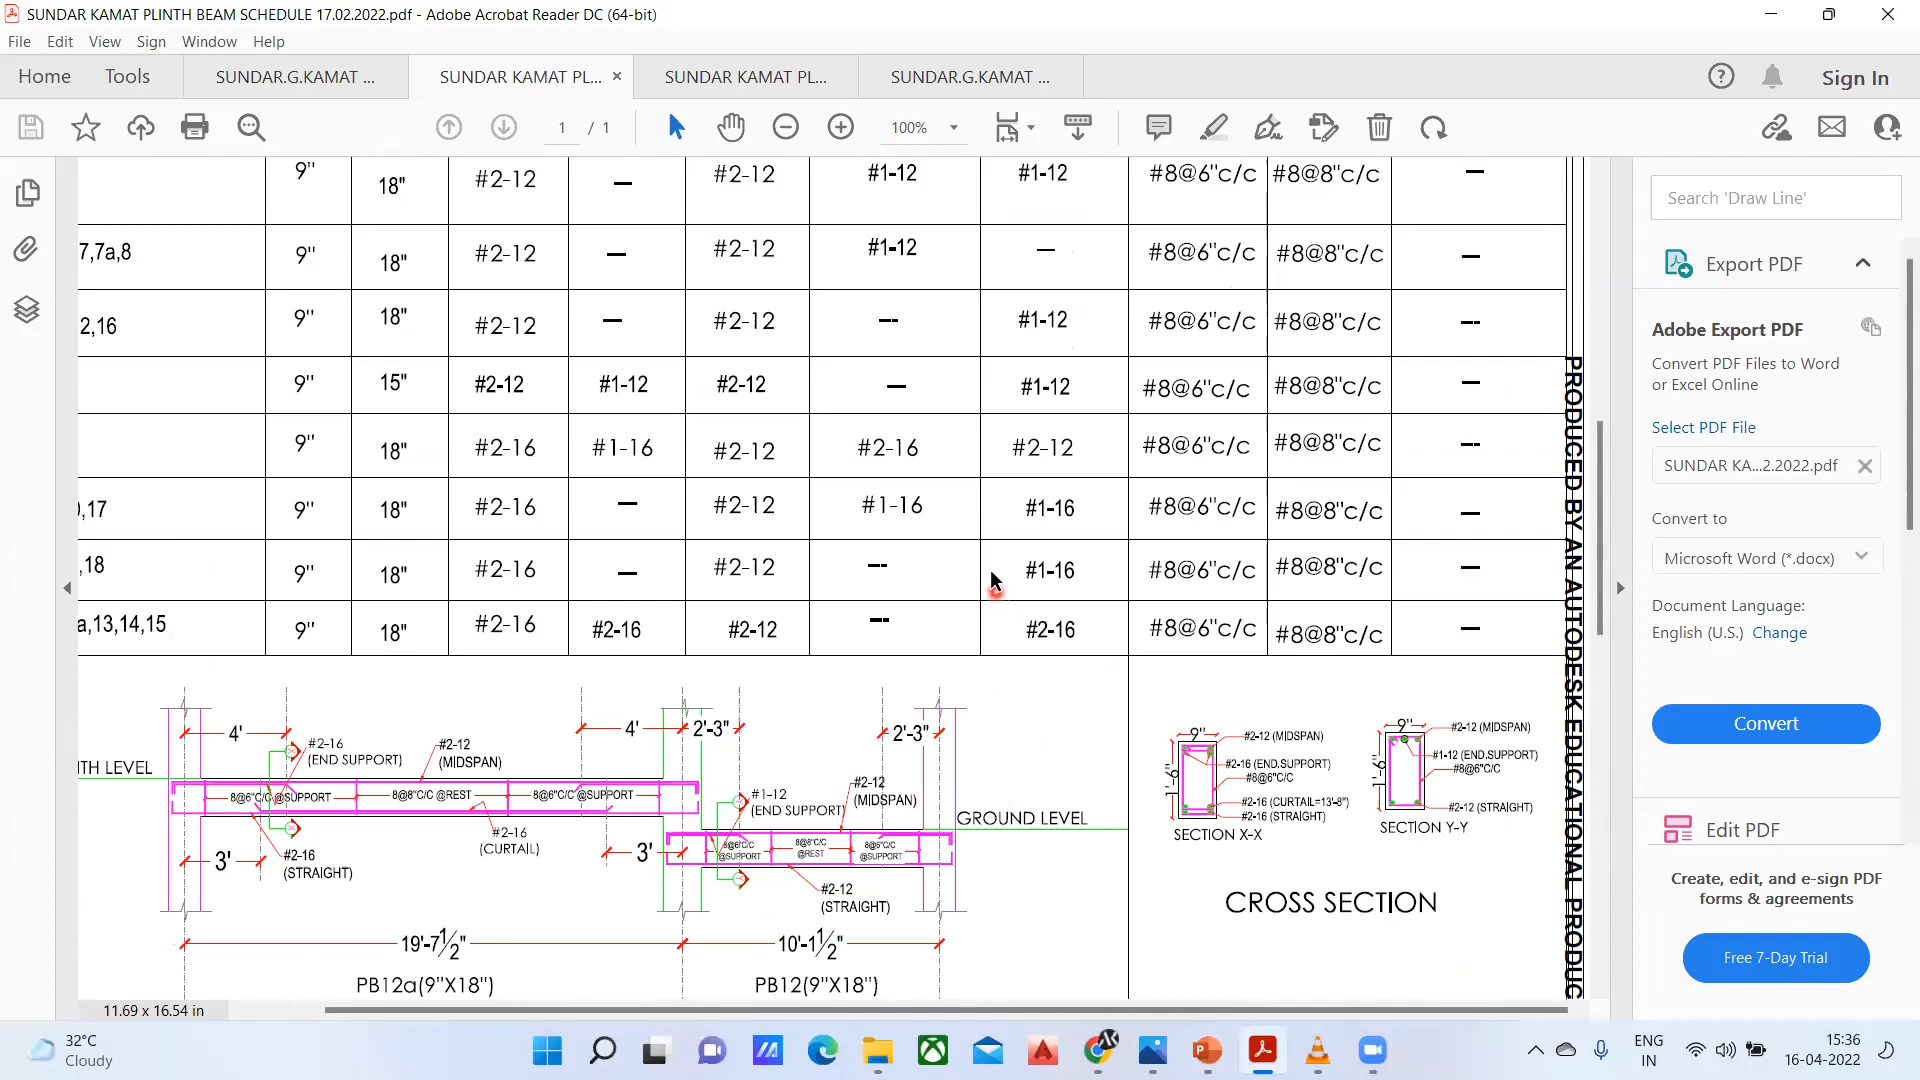 SUNDAR KAMAT PLINTH BEAM SCHEDULE 17.02.2022.pdf - Adobe Acrobat Reader DC (64-bit)
File Edit View Sign Window Help
Home Tools SUNDAR.G.KAMAT ... SUNDAR KAMAT PL... × SUNDAR KAMAT PL... SUNDAR.G.KAMAT ... Sign In
1 / 1 100%
9" 18" #2-12 — #2-12 #1-12 #1-12 #8@6"c/c #8@8"c/c —
7,7a,8 9" 18" #2-12 — #2-12 #1-12 — #8@6"c/c #8@8"c/c —
2,16 9" 18" #2-12 — #2-12 -- #1-12 #8@6"c/c #8@8"c/c --
9" 15" #2-12 #1-12 #2-12 — #1-12 #8@6"c/c #8@8"c/c —
9" 18" #2-16 #1-16 #2-12 #2-16 #2-12 #8@6"c/c #8@8"c/c --
,17 9" 18" #2-16 — #2-12 #1-16 #1-16 #8@6"c/c #8@8"c/c —
,18 9" 18" #2-16 — #2-12 -- #1-16 #8@6"c/c #8@8"c/c —
a,13,14,15 9" 18" #2-16 #2-16 #2-12 -- #2-16 #8@6"c/c #8@8"c/c —
PRODUCED BY AN AUTODESK EDUCATIONAL PRODUC
4' 4' 2'-3" 2'-3"
#2-16
(END SUPPORT)
#2-12
(MIDSPAN)
TH LEVEL
8@6"C/C @SUPPORT 8@8"C/C @REST 8@6"C/C @SUPPORT
#2-16
(CURTAIL)
3' 3'
#2-16
(STRAIGHT)
#1-12
(END SUPPORT)
#2-12
(MIDSPAN)
GROUND LEVEL
8@6"C/C
@SUPPORT
8@8"C/C
@REST
8@6"C/C
@SUPPORT
#2-12
(STRAIGHT)
19'-7½" 10'-1½"
PB12a(9"X18") PB12(9"X18")
9"
1'-6"
#2-12 (MIDSPAN)
#2-16 (END.SUPPORT)
#8@6"C/C
#2-16 (CURTAIL=13'-8")
#2-16 (STRAIGHT)
SECTION X-X
9"
1'-6"
#2-12 (MIDSPAN)
#1-12 (END.SUPPORT)
#8@6"C/C
#2-12 (STRAIGHT)
SECTION Y-Y
CROSS SECTION
11.69 x 16.54 in
Search 'Draw Line'
Export PDF
Adobe Export PDF
Convert PDF Files to Word
or Excel Online
Select PDF File
SUNDAR KA...2.2022.pdf
Convert to
Microsoft Word (*.docx)
Document Language:
English (U.S.) Change
Convert
Edit PDF
Create, edit, and e-sign PDF
forms & agreements
Free 7-Day Trial
32°C
Cloudy
ENG
IN
15:36
16-04-2022